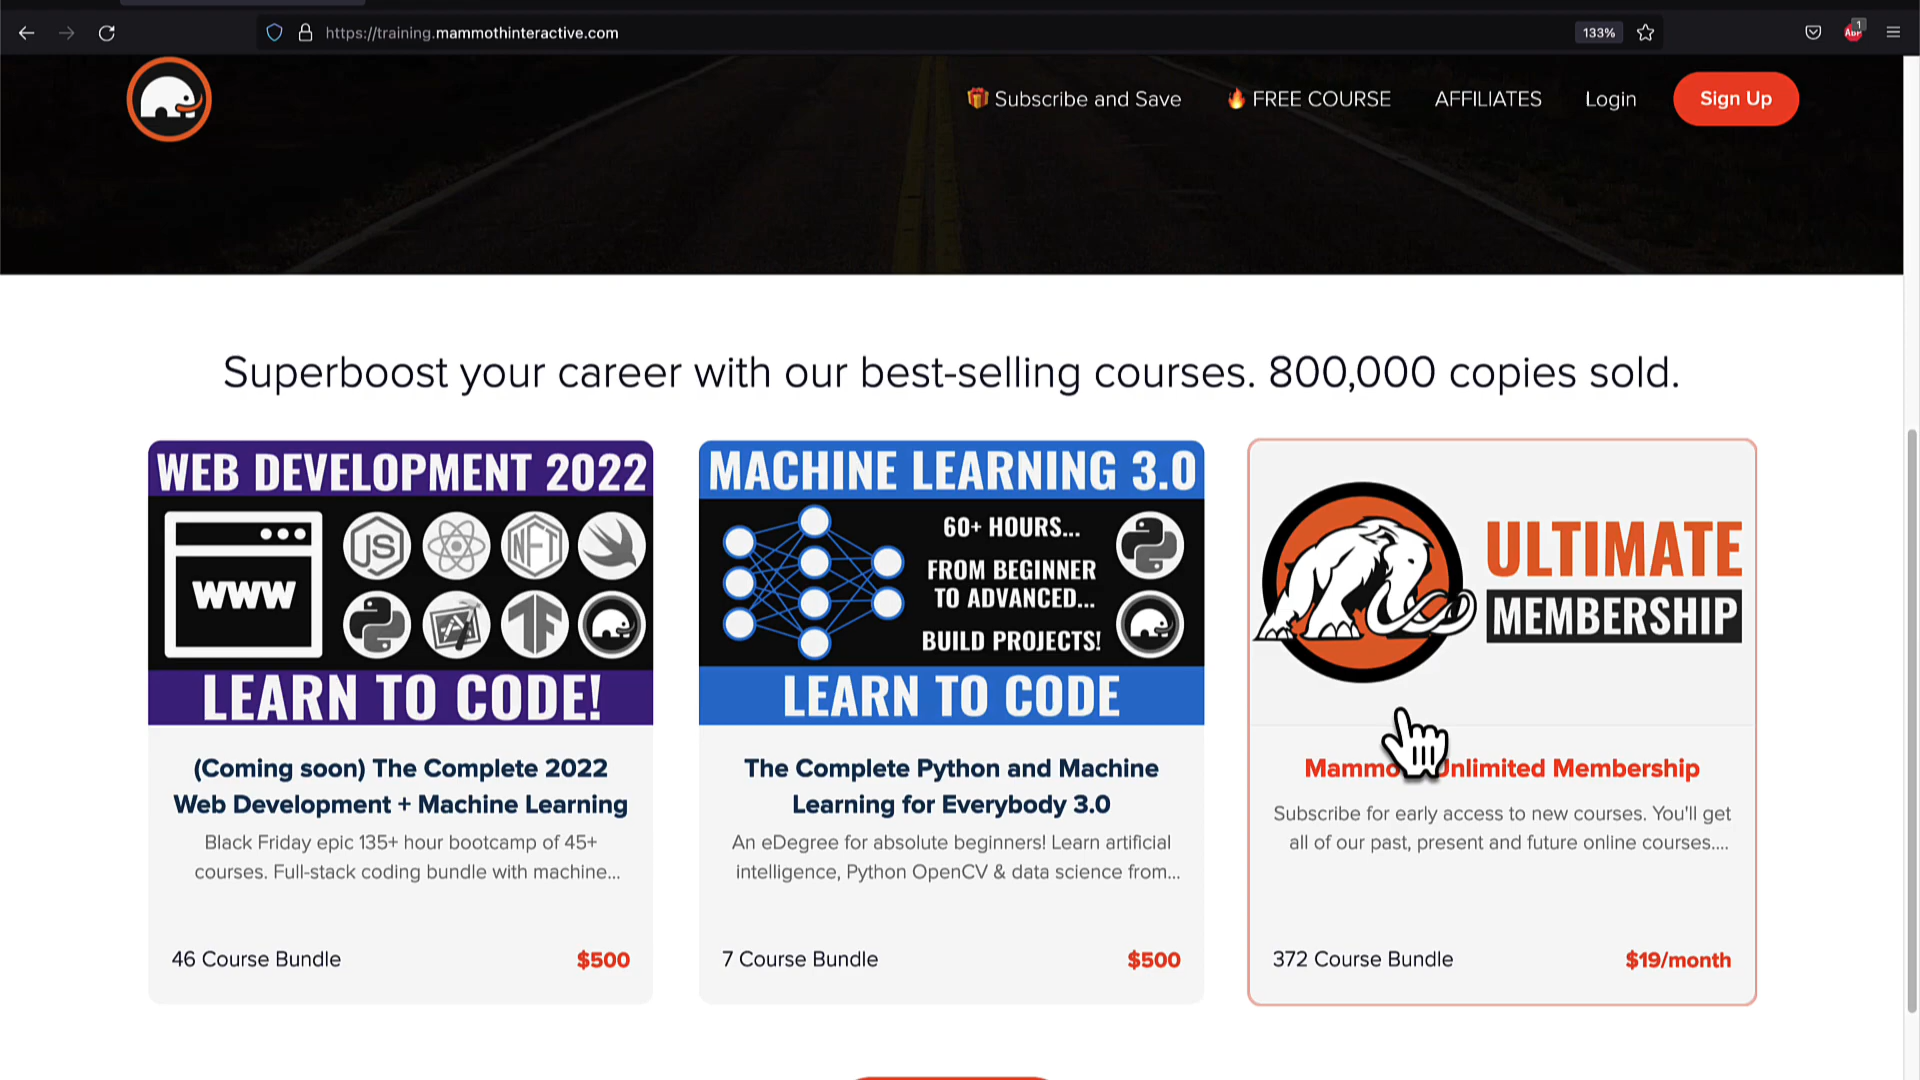 https://training.mammothinteractive.com
133%
1
ABP
🎁 Subscribe and Save
🔥 FREE COURSE
AFFILIATES
Login
Sign Up
Superboost your career with our best-selling courses. 800,000 copies sold.
WEB DEVELOPMENT 2022
WWW
JS
NFT
TF
LEARN TO CODE!
(Coming soon) The Complete 2022
Web Development + Machine Learning
Black Friday epic 135+ hour bootcamp of 45+
courses. Full-stack coding bundle with machine...
46 Course Bundle
$500
MACHINE LEARNING 3.0
60+ HOURS...
FROM BEGINNER
TO ADVANCED...
BUILD PROJECTS!
LEARN TO CODE
The Complete Python and Machine
Learning for Everybody 3.0
An eDegree for absolute beginners! Learn artificial
intelligence, Python OpenCV & data science from...
7 Course Bundle
$500
ULTIMATE
MEMBERSHIP
Unlimited Membership
Subscribe for early access to new courses. You'll get
all of our past, present and future online courses....
372 Course Bundle
$19/month